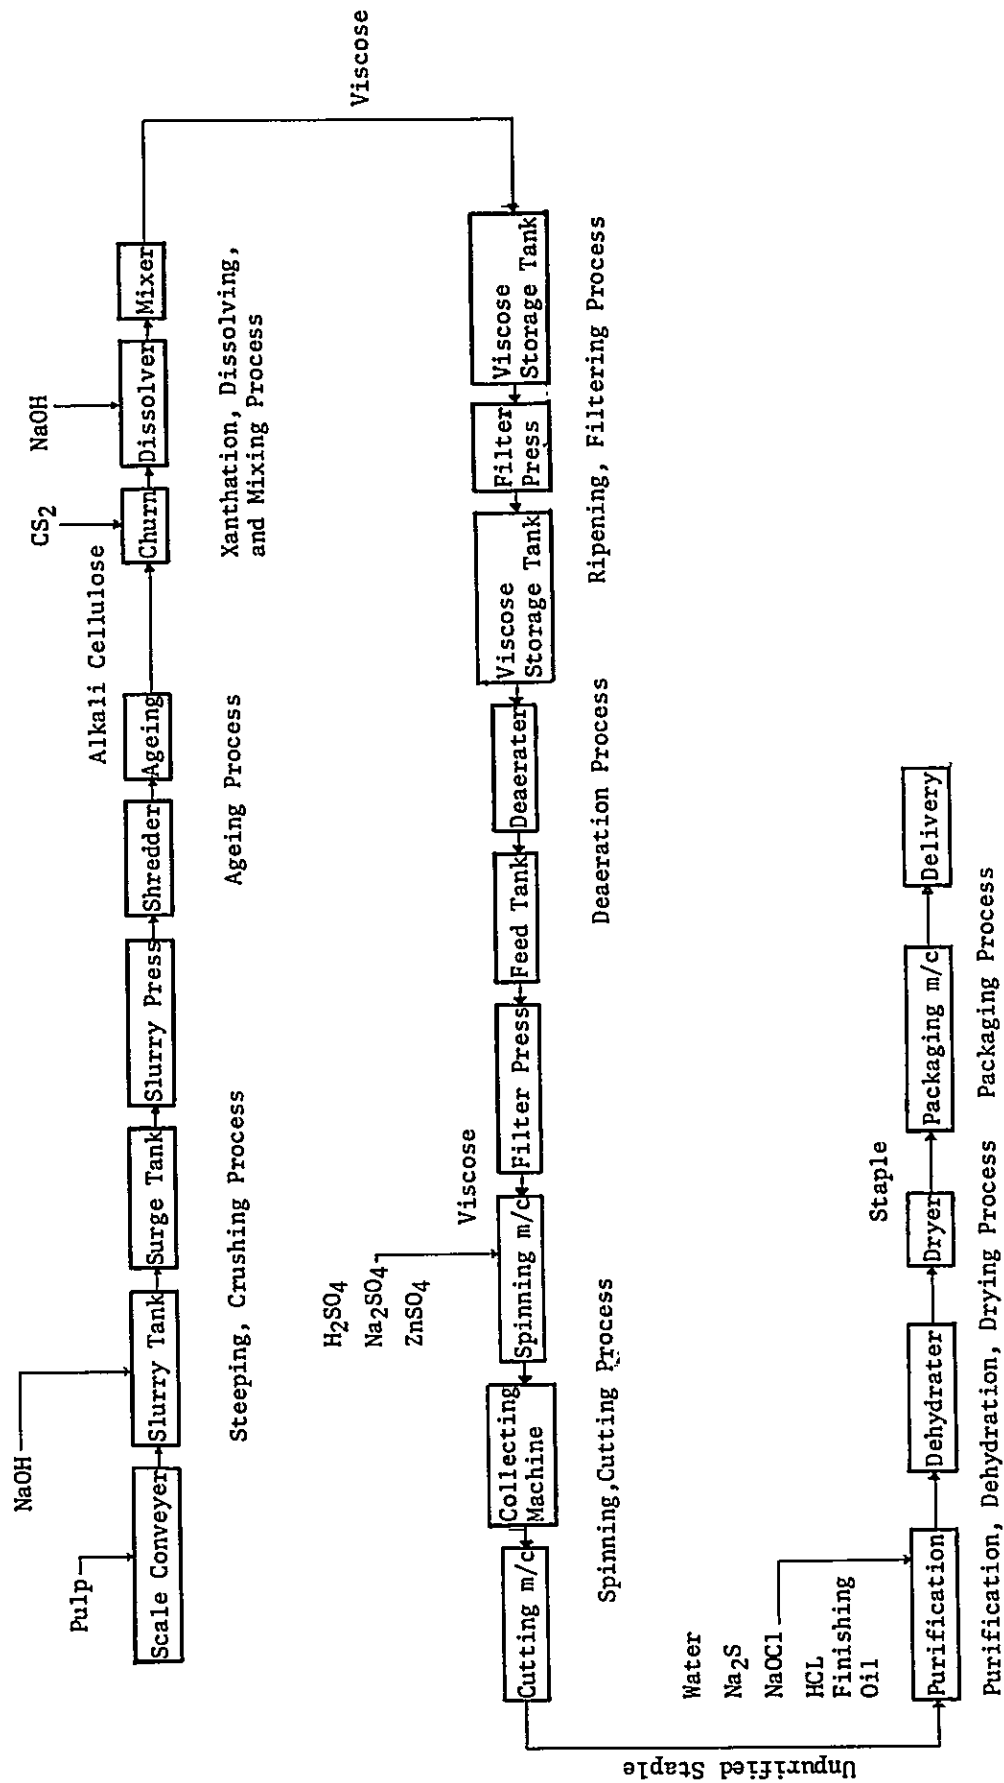 Pulp
NaOH
Scale Conveyer
Slurry Tank
Surge Tank
Slurry Press
Shredder
Ageing
Alkali Cellulose
CS2
NaOH
Churn
Dissolver
Mixer
Steeping, Crushing Process
Ageing Process
Xanthation, Dissolving,
and Mixing Process
Viscose
Viscose
Storage Tank
Filter
Press
Viscose
Storage Tank
Deaerater
Feed Tank
Filter Press
Viscose
H2SO4
Na2SO4
ZnSO4
Spinning m/c
Collecting
Machine
Cutting m/c
Ripening, Filtering Process
Deaeration Process
Spinning,Cutting Process
Unpurified Staple
Water
Na2S
NaOCl
HCL
Finishing
Oil
Purification
Dehydrater
Dryer
Staple
Packaging m/c
Delivery
Purification, Dehydration, Drying Process
Packaging Process